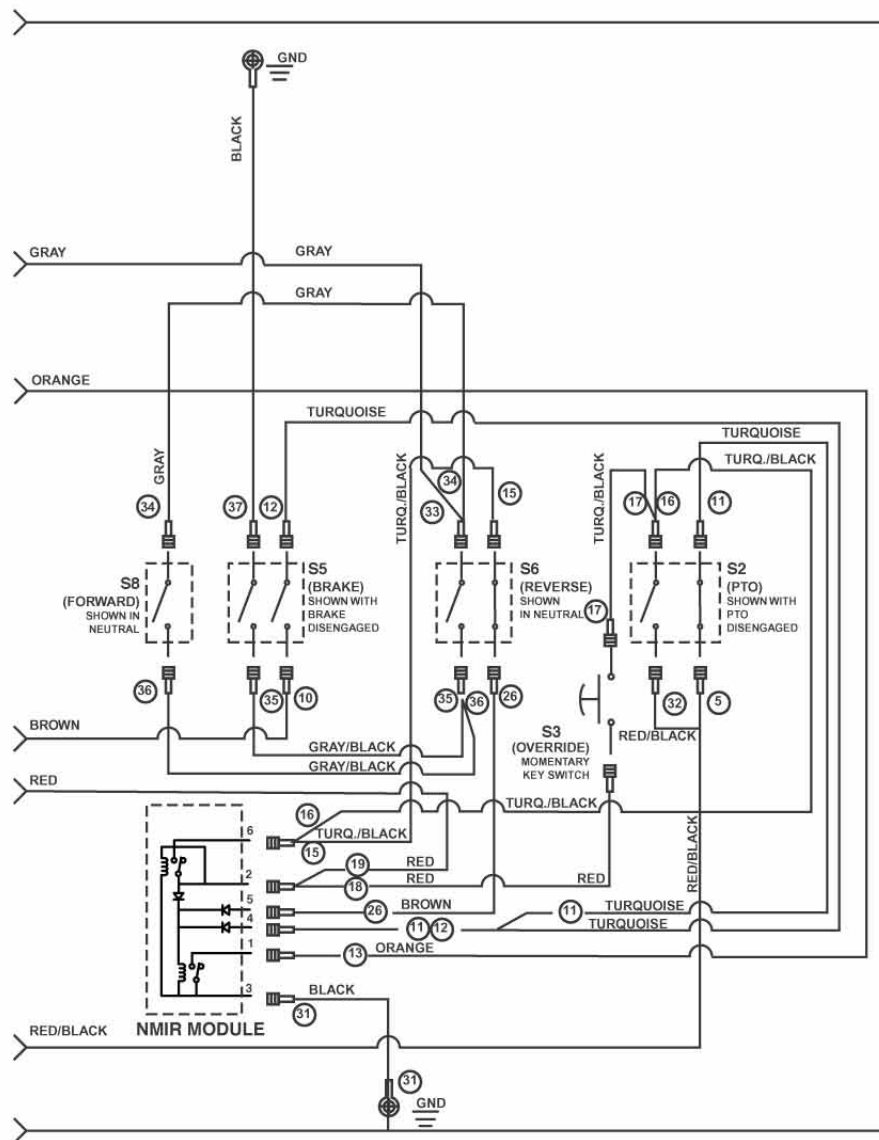 GND
BLACK
GRAY
GRAY
GRAY
ORANGE
TURQUOISE
TURQUOISE
TURQ./BLACK
GRAY
TURQ./BLACK
TURQ./BLACK
34
37
12
33
34
15
17
16
11
S8
(FORWARD)
SHOWN IN
NEUTRAL
S5
(BRAKE)
SHOWN WITH
BRAKE
DISENGAGED
S6
(REVERSE)
SHOWN
IN NEUTRAL
17
S2
(PTO)
SHOWN WITH
PTO
DISENGAGED
36
35
10
35
36
26
32
5
BROWN
GRAY/BLACK
GRAY/BLACK
S3
(OVERRIDE)
MOMENTARY
KEY SWITCH
RED/BLACK
RED
16
TURQ./BLACK
6
TURQ./BLACK
15
RED/BLACK
19
RED
2
18
RED
RED
5
26
BROWN
11
TURQUOISE
4
11
12
TURQUOISE
1
13
ORANGE
3
BLACK
31
NMIR MODULE
RED/BLACK
31
GND